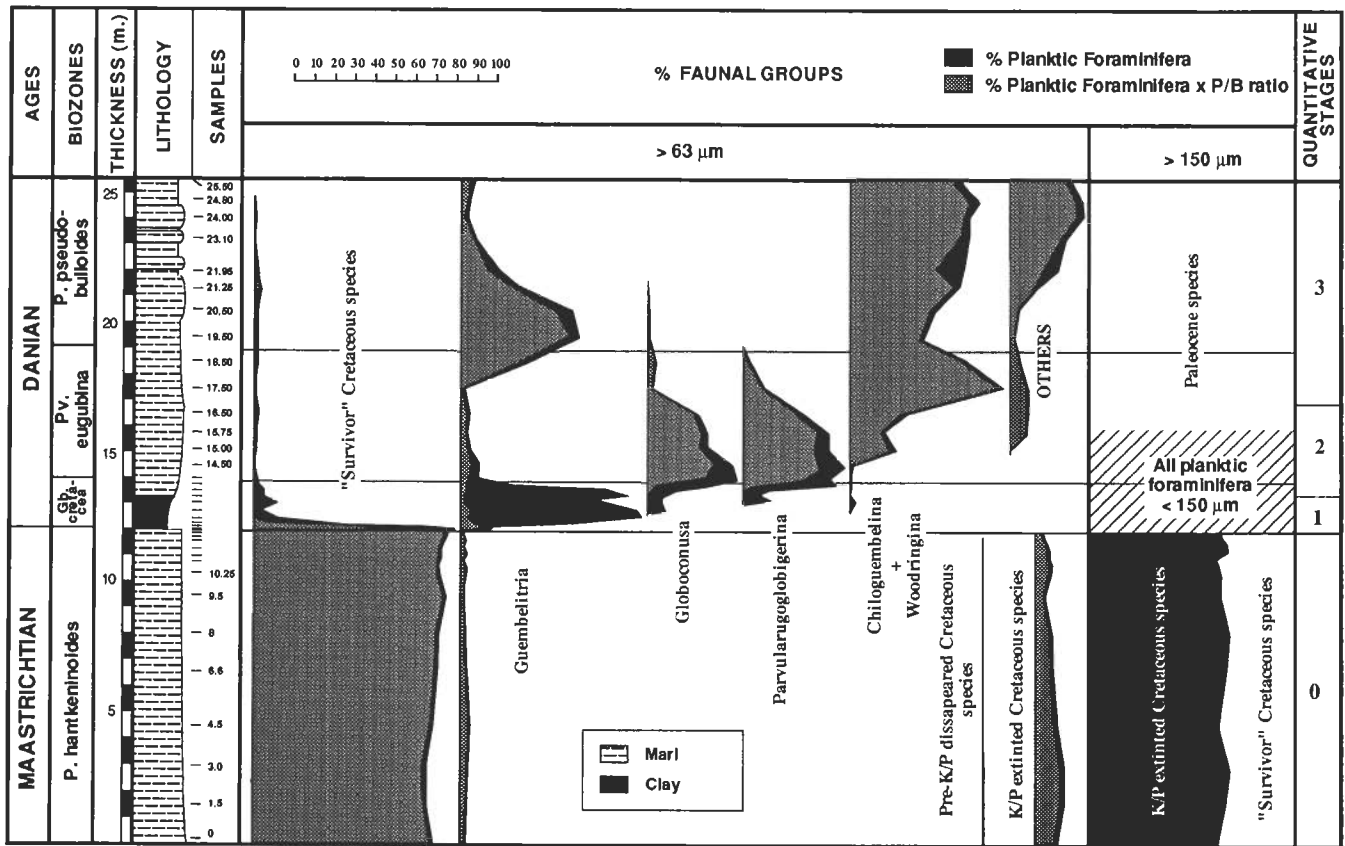 AGES
BIOZONES
THICKNESS (m.)
LITHOLOGY
SAMPLES
0 10 20 30 40 50 60 70 80 90 100
% FAUNAL GROUPS
% Planktic Foraminifera
% Planktic Foraminifera x P/B ratio
> 63 µm
> 150 µm
QUANTITATIVE
STAGES
DANIAN
MAASTRICHTIAN
P. pseudo-
bulloides
Pv.
eugubina
Gb.
creta-
cea
P. hantkeninoides
25
20
15
10
5
25.50
24.80
24.00
23.10
21.95
21.25
20.50
19.50
18.50
17.50
16.50
15.75
15.00
14.50
10.25
9.5
8
6.6
4.5
3.0
1.5
0
"Survivor" Cretaceous species
Guembelitria
Globoconusa
Parvularugoglobigerina
Chiloguembelina
+
Woodringina
OTHERS
Pre-K/P dissapeared Cretaceous
species
K/P extinted Cretaceous species
Paleocene species
All planktic
foraminifera
< 150 µm
K/P extinted Cretaceous species
"Survivor" Cretaceous species
3
2
1
0
Marl
Clay